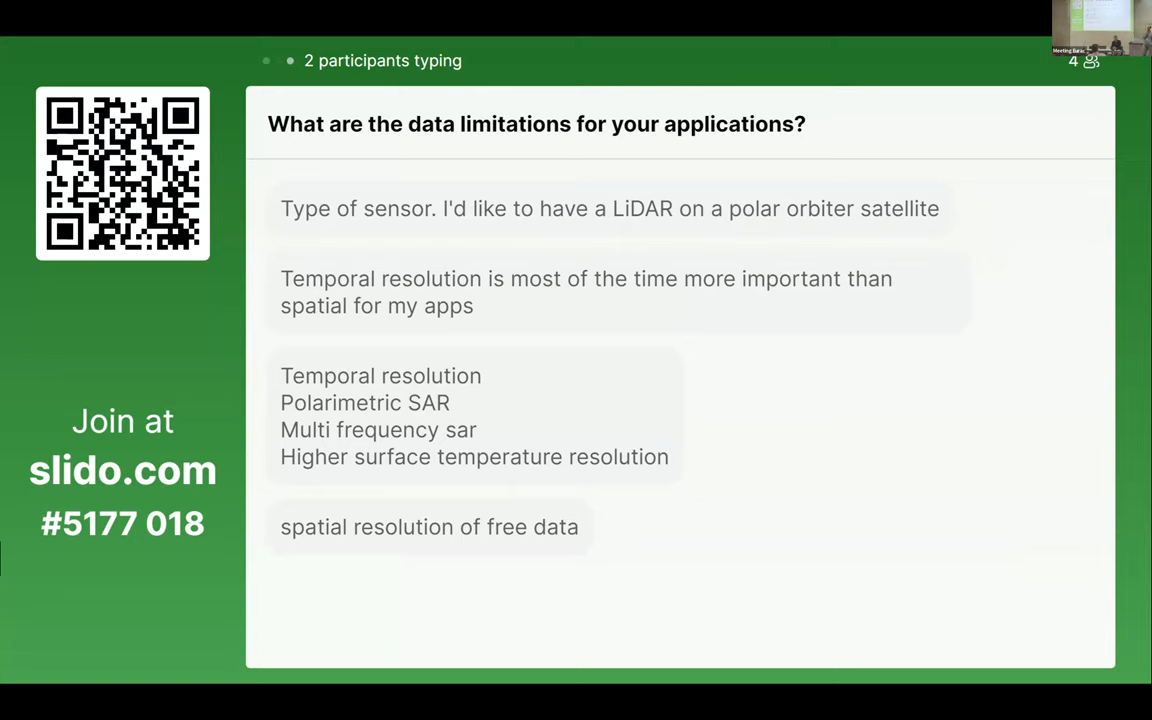 2 participants typing
4
What are the data limitations for your applications?
Type of sensor. I'd like to have a LiDAR on a polar orbiter satellite
Temporal resolution is most of the time more important than
spatial for my apps
Temporal resolution
Polarimetric SAR
Multi frequency sar
Higher surface temperature resolution
spatial resolution of free data
Join at
slido.com
#5177 018